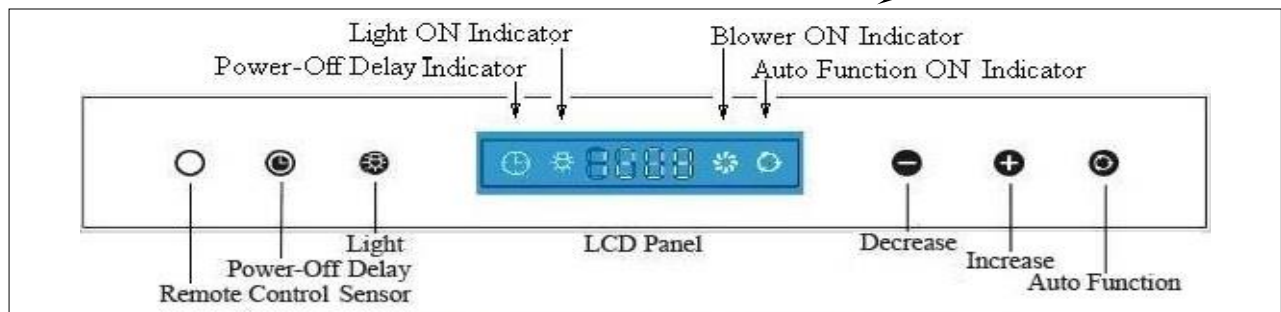 Light ON Indicator
Blower ON Indicator
Power-Off Delay Indicator
Auto Function ON Indicator
Light
LCD Panel
Decrease
Power-Off Delay
Increase
Remote Control Sensor
Auto Function